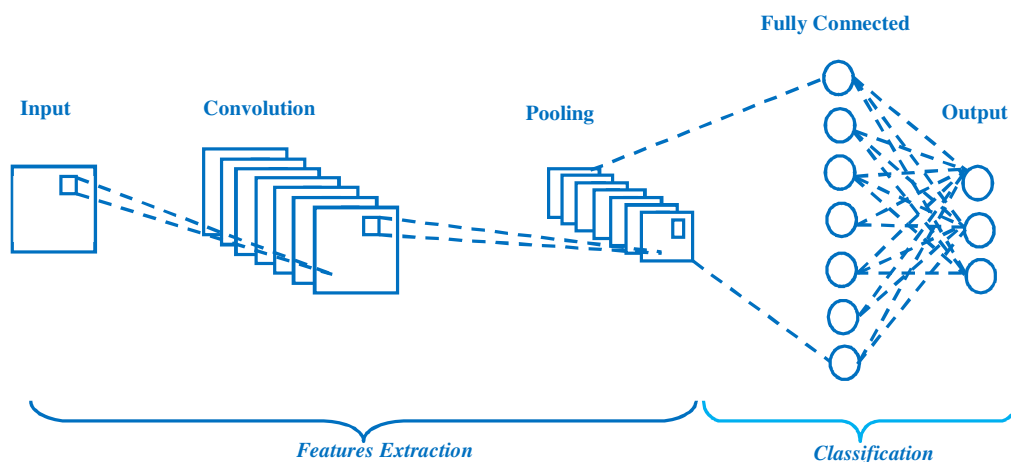 Fully Connected
Input
Convolution
Pooling
Output
Features Extraction
Classification